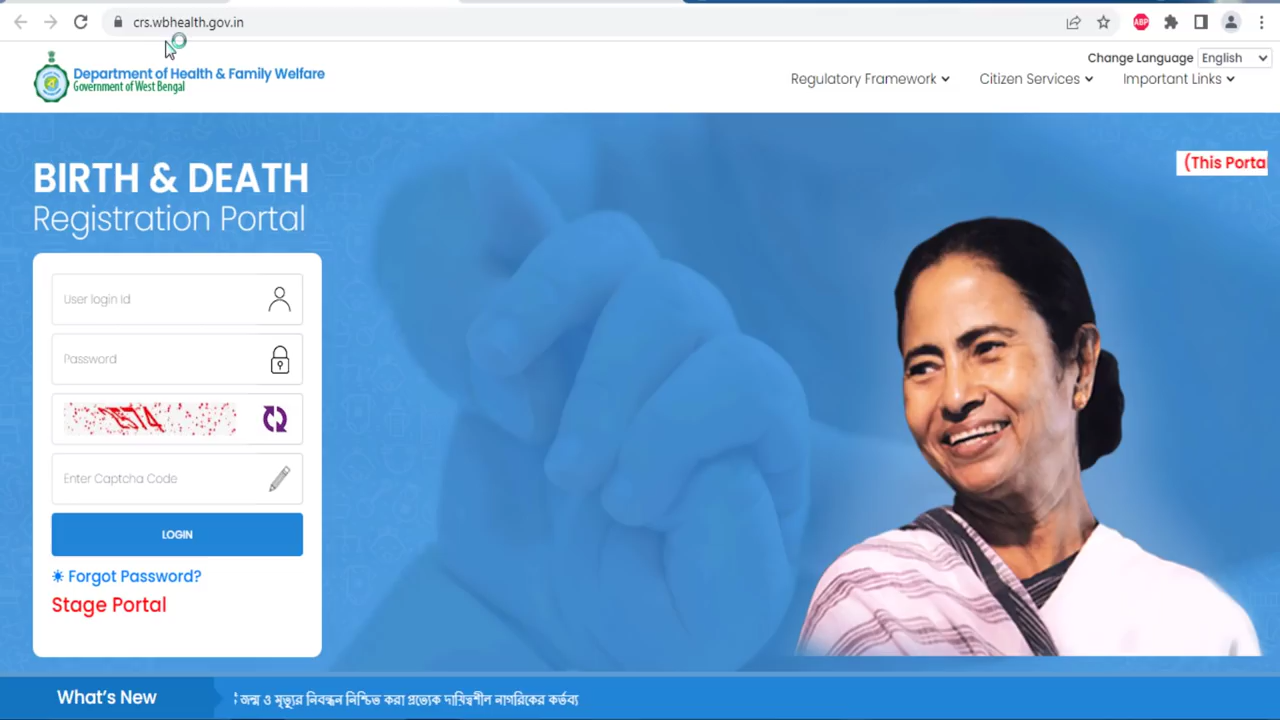 crs.wbhealth.gov.in
ABP
Department of Health & Family Welfare
Government of West Bengal
Change Language English
Regulatory Framework Citizen Services Important Links
BIRTH & DEATH
Registration Portal
(This Porta
User login id
Password
Enter Captcha Code
LOGIN
Forgot Password?
Stage Portal
What's New
জন্ম ও মৃত্যুর নিবন্ধন নিশ্চিত করা প্রত্যেক দায়িত্বশীল নাগরিকের কর্তব্য